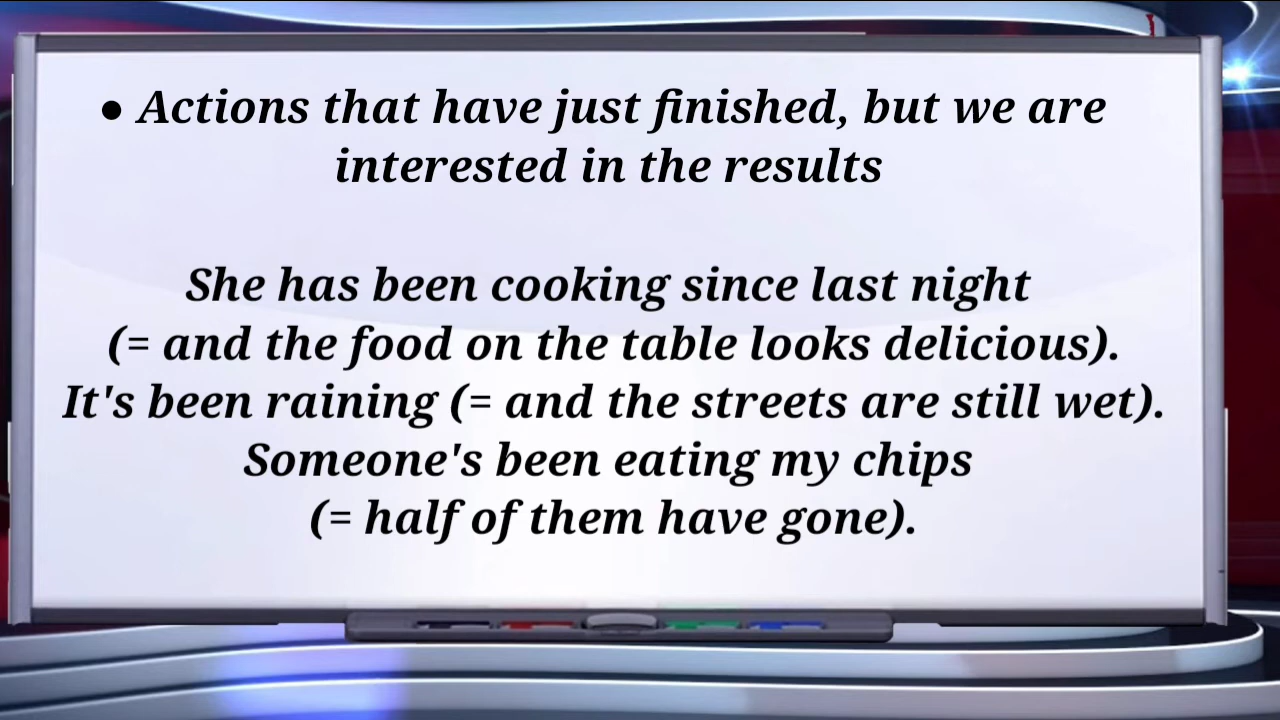 ● Actions that have just finished, but we are
interested in the results
She has been cooking since last night
(= and the food on the table looks delicious).
It's been raining (= and the streets are still wet).
Someone's been eating my chips
(= half of them have gone).